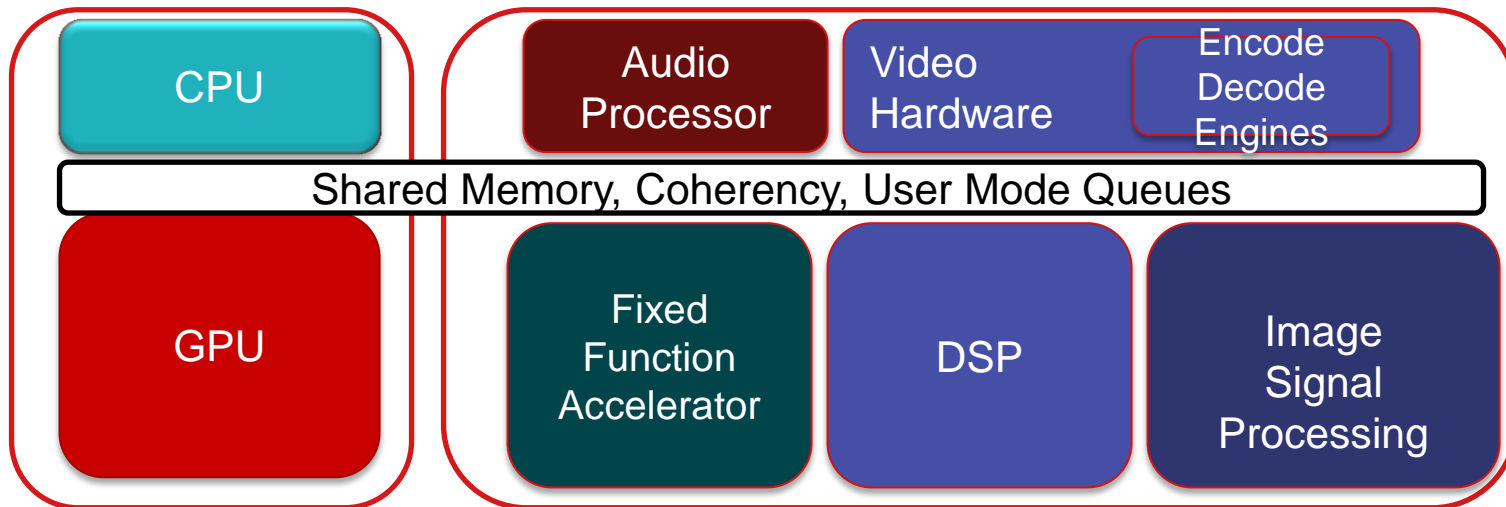 CPU
Audio
Processor
Video
Hardware
Encode
Decode
Engines
Shared Memory, Coherency, User Mode Queues
GPU
Fixed
Function
Accelerator
DSP
Image
Signal
Processing